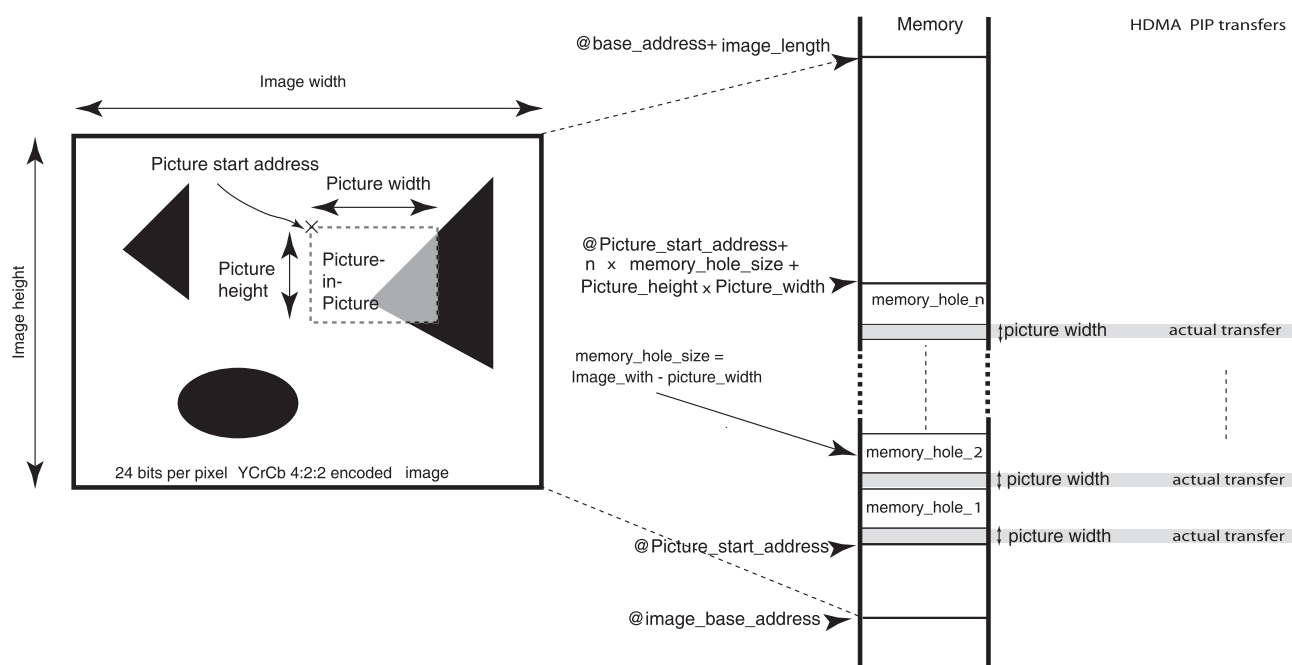 Memory
HDMA PIP transfers
@base_address+ image_length
Image width
Picture start address
Picture width
@Picture_start_address+
n x memory_hole_size +
Picture_height x Picture_width
Picture
height
Picture-
in-
Picture
Image height
memory_hole_n
picture width
actual transfer
memory_hole_size =
Image_with - picture_width
memory_hole_2
24 bits per pixel YCrCb 4:2:2 encoded image
picture width
actual transfer
memory_hole_1
picture width
actual transfer
@Picture_start_address
@image_base_address